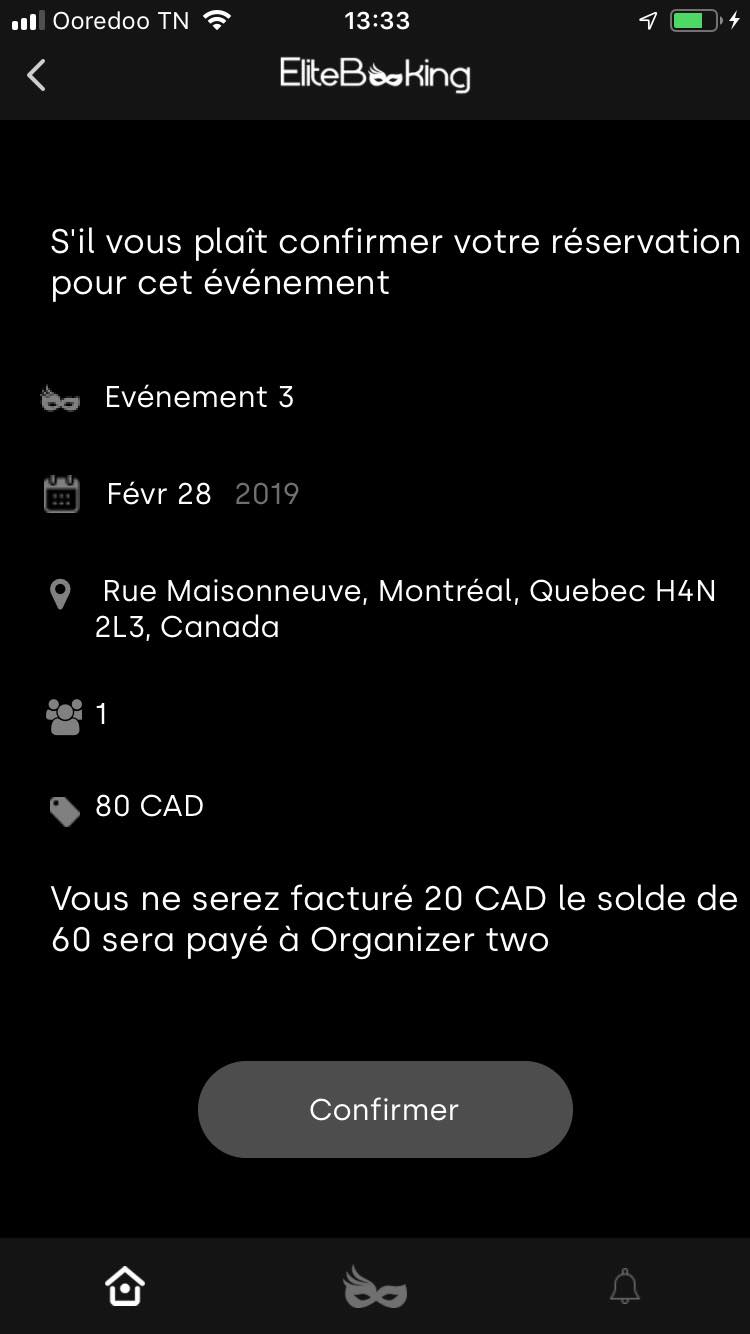 Ooredoo TN 13:33
EliteBooking
S'il vous plaît confirmer votre réservation
pour cet événement
Evénement 3
Févr 28 2019
Rue Maisonneuve, Montréal, Quebec H4N
2L3, Canada
1
80 CAD
Vous ne serez facturé 20 CAD le solde de
60 sera payé à Organizer two
Confirmer